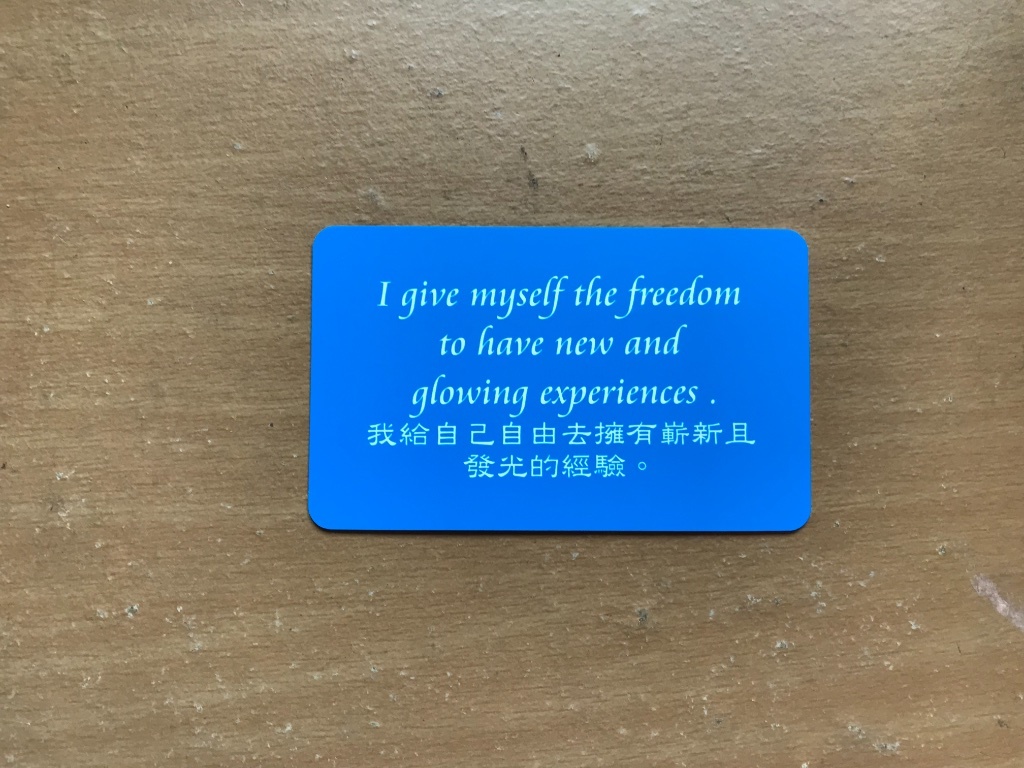 I give myself the freedom
to have new and
glowing experiences .
我給自己自由去擁有嶄新且
發光的經驗。